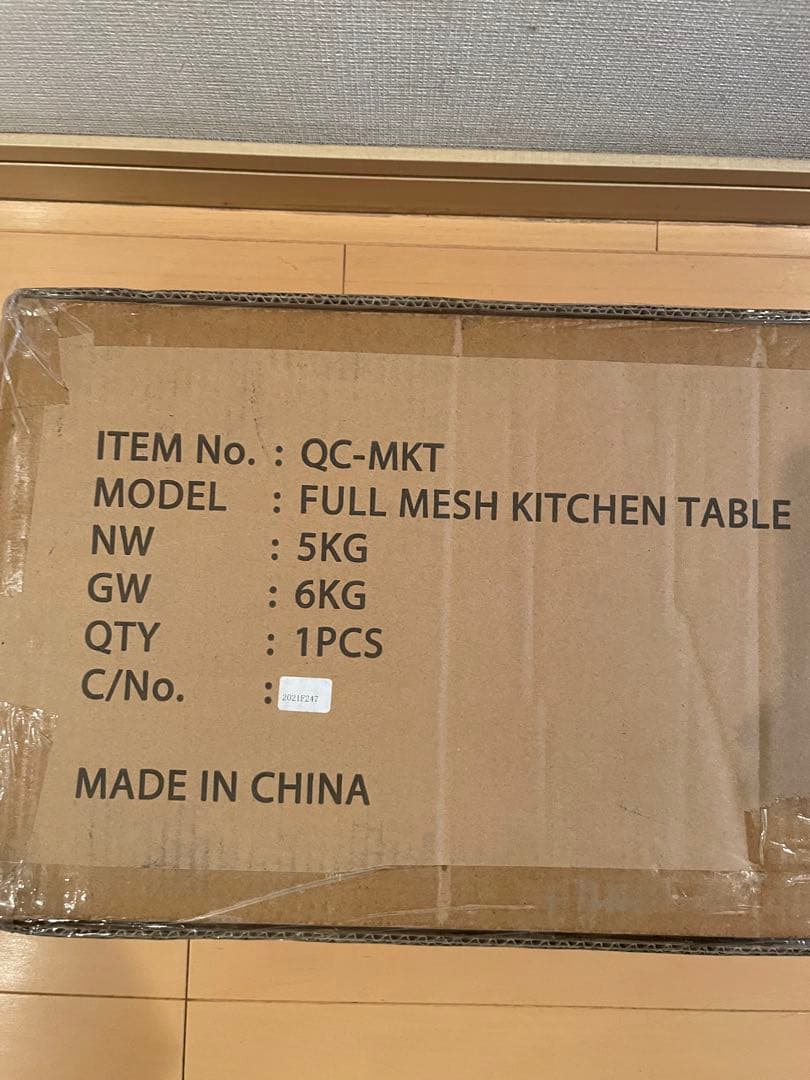 ITEM No. : QC-MKT
MODEL : FULL MESH KITCHEN TABLE
NW : 5KG
GW : 6KG
QTY : 1PCS
C/No. : 2021F247
MADE IN CHINA